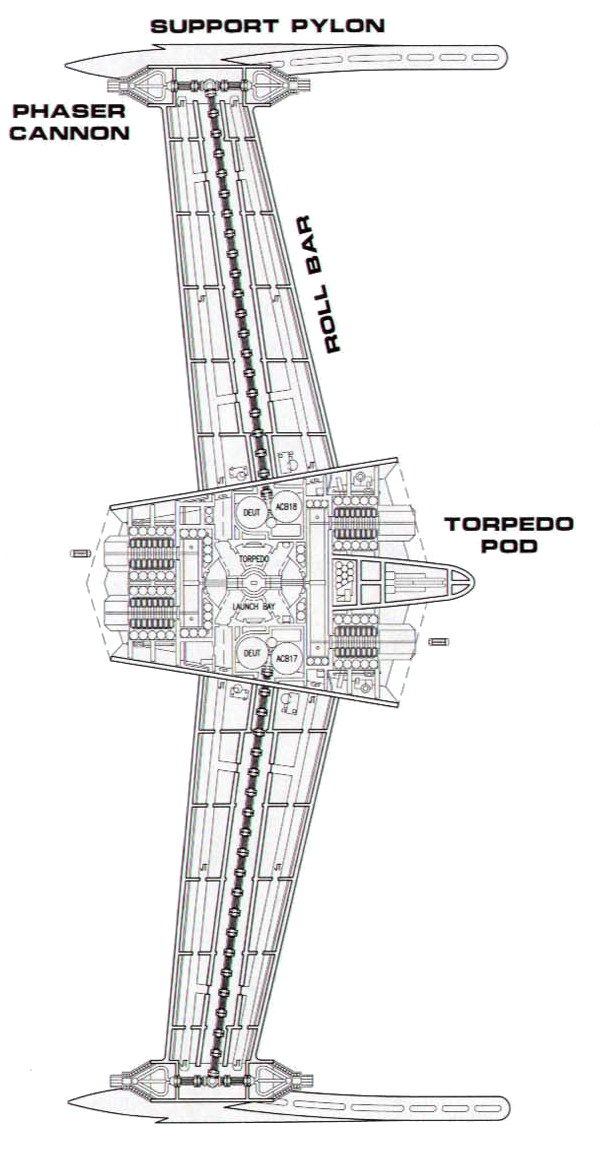 SUPPORT PYLON
PHASER
CANNON
ROLL BAR
DEUT
ACB18
TORPEDO
POD
TORPEDO
LAUNCH BAY
DEUT
ACB17